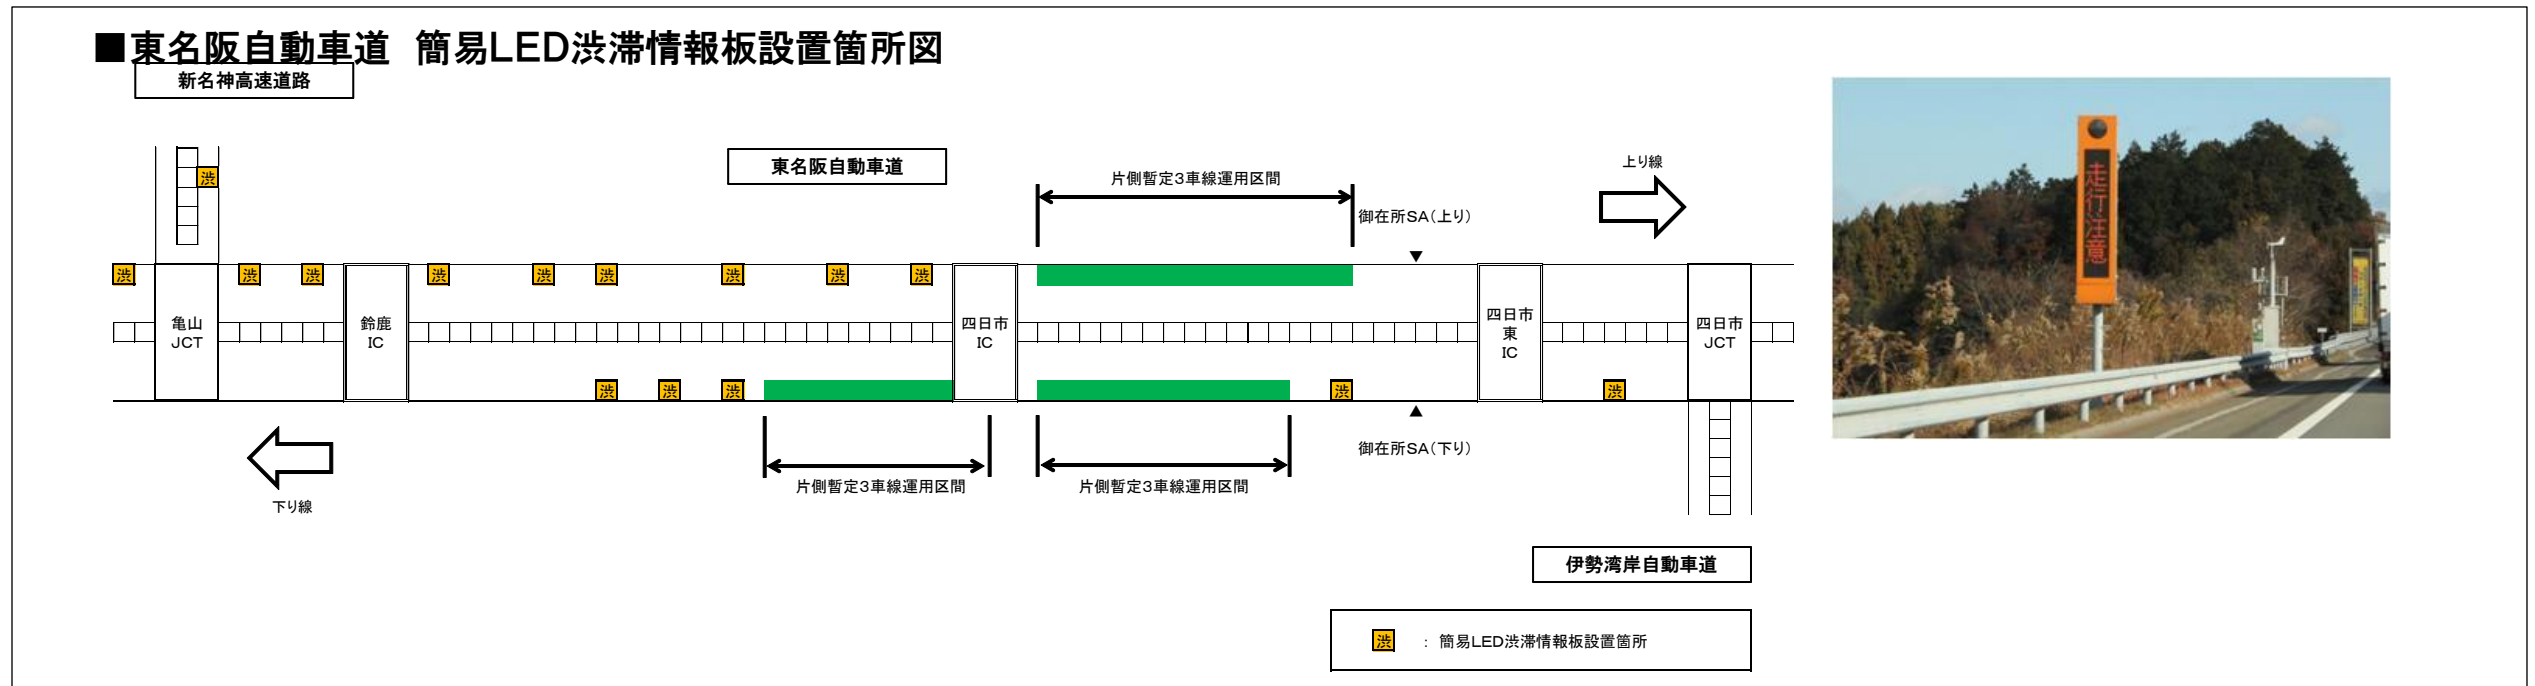 ■東名阪自動車道　簡易LED渋滞情報板設置箇所図
新名神高速道路
東名阪自動車道
片側暫定3車線運用区間
上り線
御在所SA(上り)
渋
渋
渋
渋
渋
渋
渋
渋
渋
渋
亀山
JCT
鈴鹿
IC
四日市
IC
四日市
東
IC
四日市
JCT
渋
渋
渋
渋
渋
下り線
片側暫定3車線運用区間
片側暫定3車線運用区間
御在所SA(下り)
伊勢湾岸自動車道
渋 : 簡易LED渋滞情報板設置箇所
走行注意